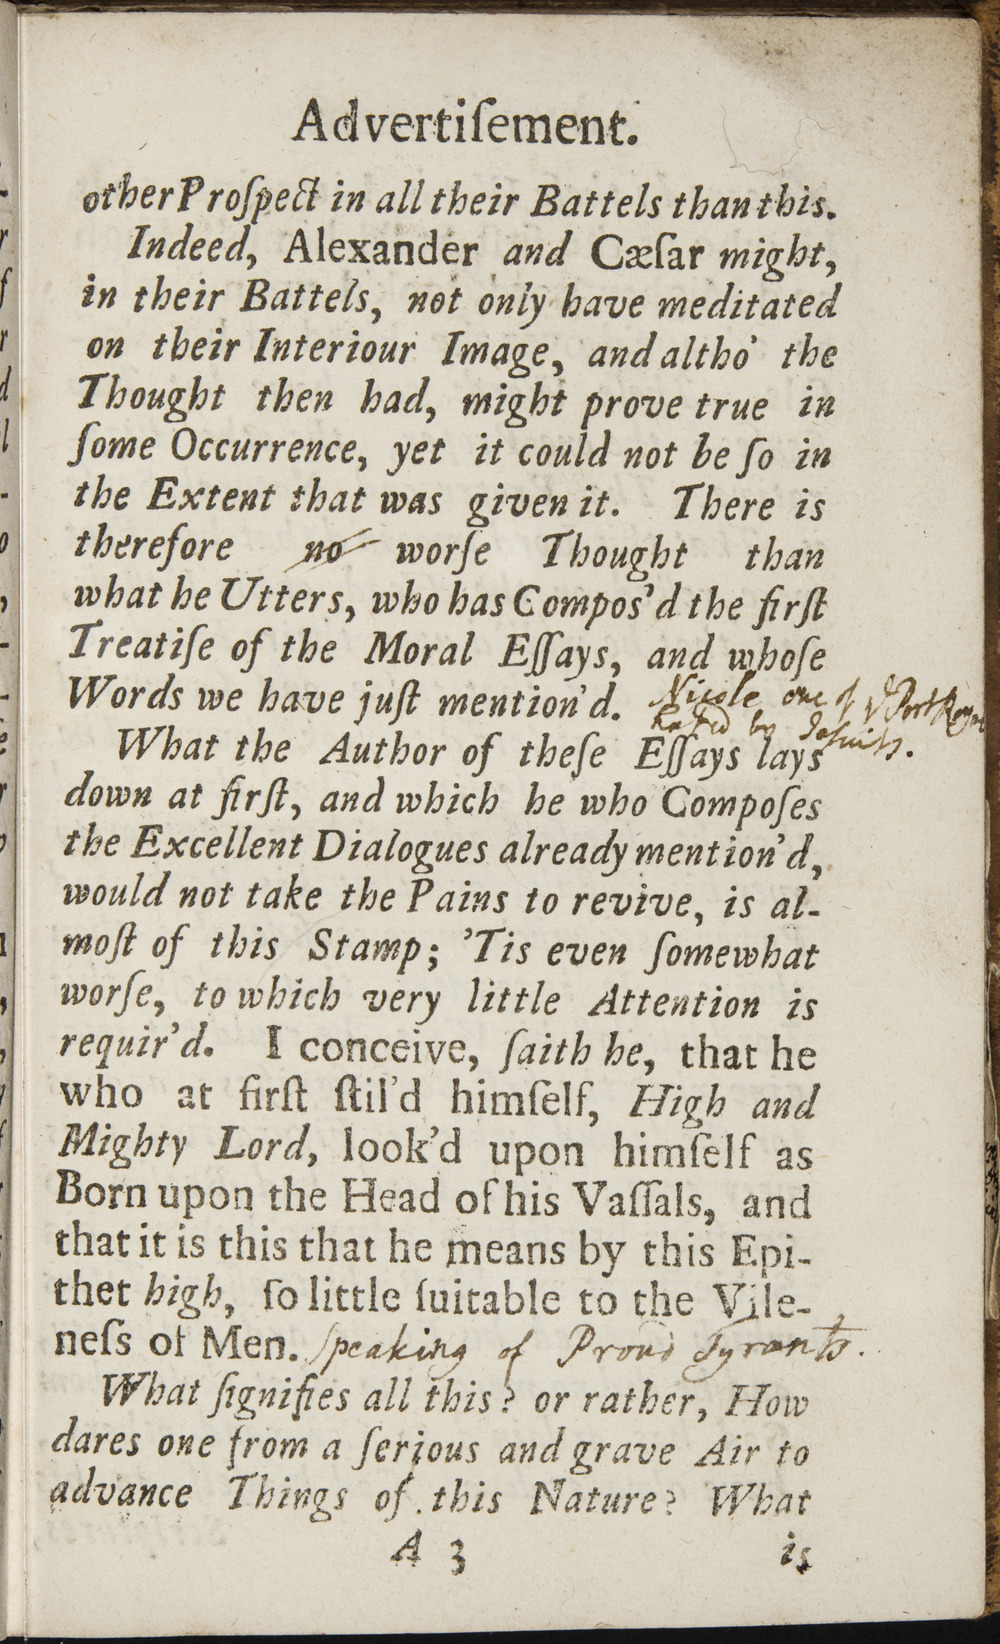 Advertiſement.
other Proſpect in all their Battels than this.
Indeed, Alexander and Cæſar might,
in their Battels, not only have meditated
on their Interiour Image, and altho' the
Thought then had, might prove true in
ſome Occurrence, yet it could not be ſo in
the Extent that was given it. There is
therefore no worſe Thought than
what he Utters, who has Compos'd the firſt
Treatiſe of the Moral Eſſays, and whoſe
Words we have juſt mention'd. Nicole one of ye Port Royal
hated by Jesuits.
What the Author of theſe Eſſays lays
down at firſt, and which he who Compoſes
the Excellent Dialogues already mention'd,
would not take the Pains to revive, is al-
moſt of this Stamp; 'Tis even ſomewhat
worſe, to which very little Attention is
requir'd. I conceive, ſaith he, that he
who at firſt ſtil'd himſelf, High and
Mighty Lord, look'd upon himſelf as
Born upon the Head of his Vaſſals, and
that it is this that he means by this Epi-
thet high, ſo little ſuitable to the Vile-
neſs of Men. Speaking of Proud Tyrants.
What ſignifies all this? or rather, How
dares one from a ſerious and grave Air to
advance Things of this Nature? What
A 3 is